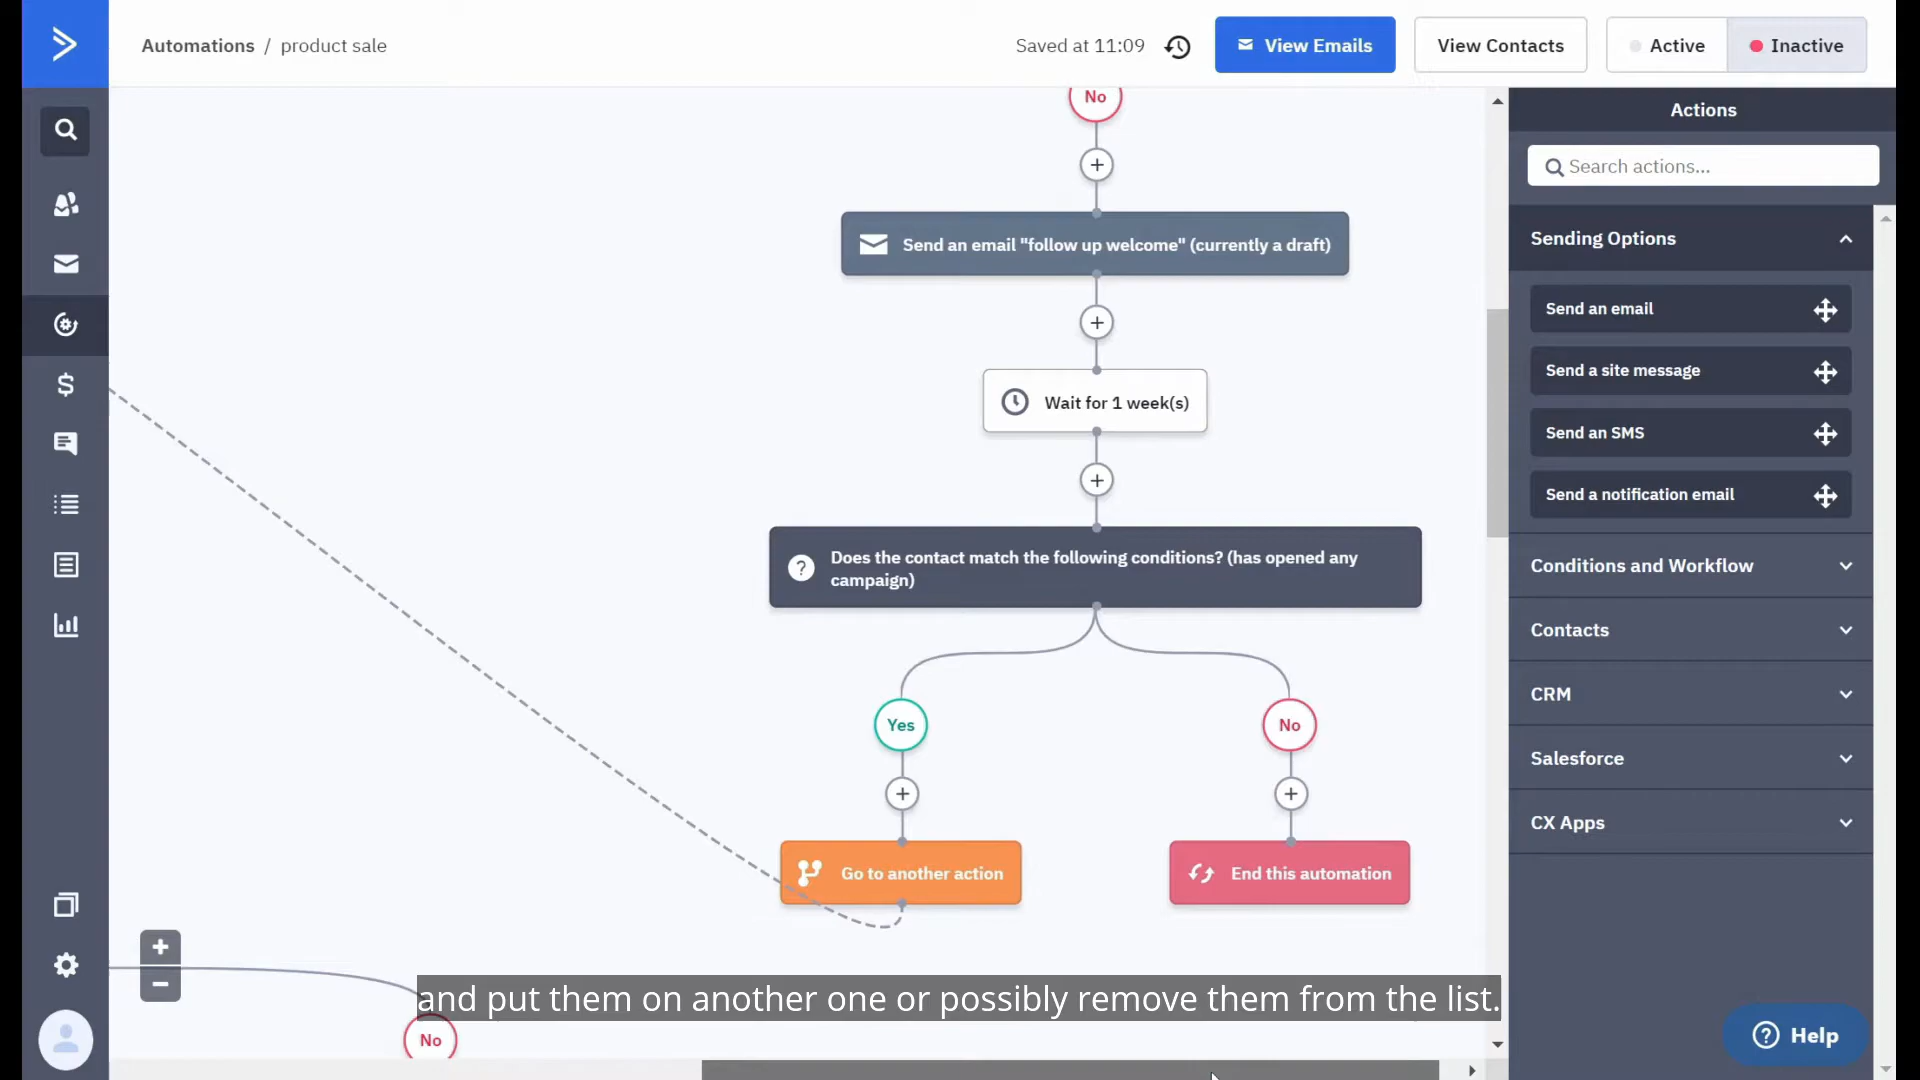 Automations / product sale
Saved at 11:09
View Emails
View Contacts
Active
Inactive
No
Send an email "follow up welcome" (currently a draft)
Wait for 1 week(s)
Does the contact match the following conditions? (has opened any
campaign)
Yes
No
Go to another action
End this automation
No
and put them on another one or possibly remove them from the list.
Actions
Search actions...
Sending Options
Send an email
Send a site message
Send an SMS
Send a notification email
Conditions and Workflow
Contacts
CRM
Salesforce
CX Apps
Help